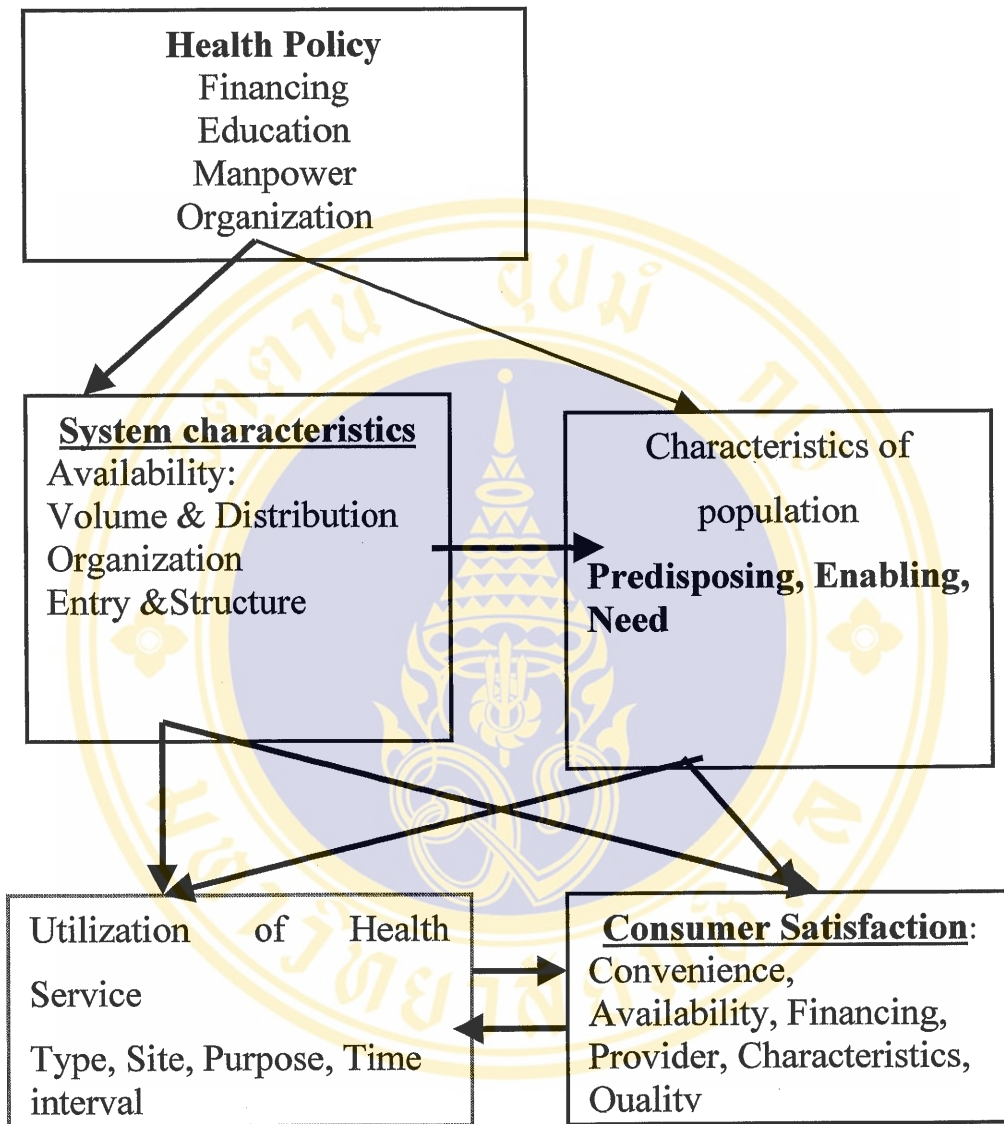 Health Policy
Financing
Education
Manpower
Organization
System characteristics
Availability:
Volume & Distribution
Organization
Entry &Structure
Characteristics of
population
Predisposing, Enabling,
Need
Utilization of Health
Service
Type, Site, Purpose, Time
interval
Consumer Satisfaction:
Convenience,
Availability, Financing,
Provider, Characteristics,
Quality